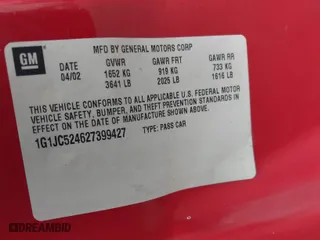 GM
MFD BY GENERAL MOTORS CORP
DATE GVWR GAWR FRT GAWR RR
04/02 1652 KG 919 KG 733 KG
3641 LB 2025 LB 1616 LB
THIS VEHICLE CONFORMS TO ALL APPLICABLE U.S. FEDERAL MOTOR
VEHICLE SAFETY, BUMPER, AND THEFT PREVENTION STANDARDS IN
EFFECT ON THE DATE OF MANUFACTURE SHOWN ABOVE.
1G1JC524627399427 TYPE: PASS CAR
DREAMBID